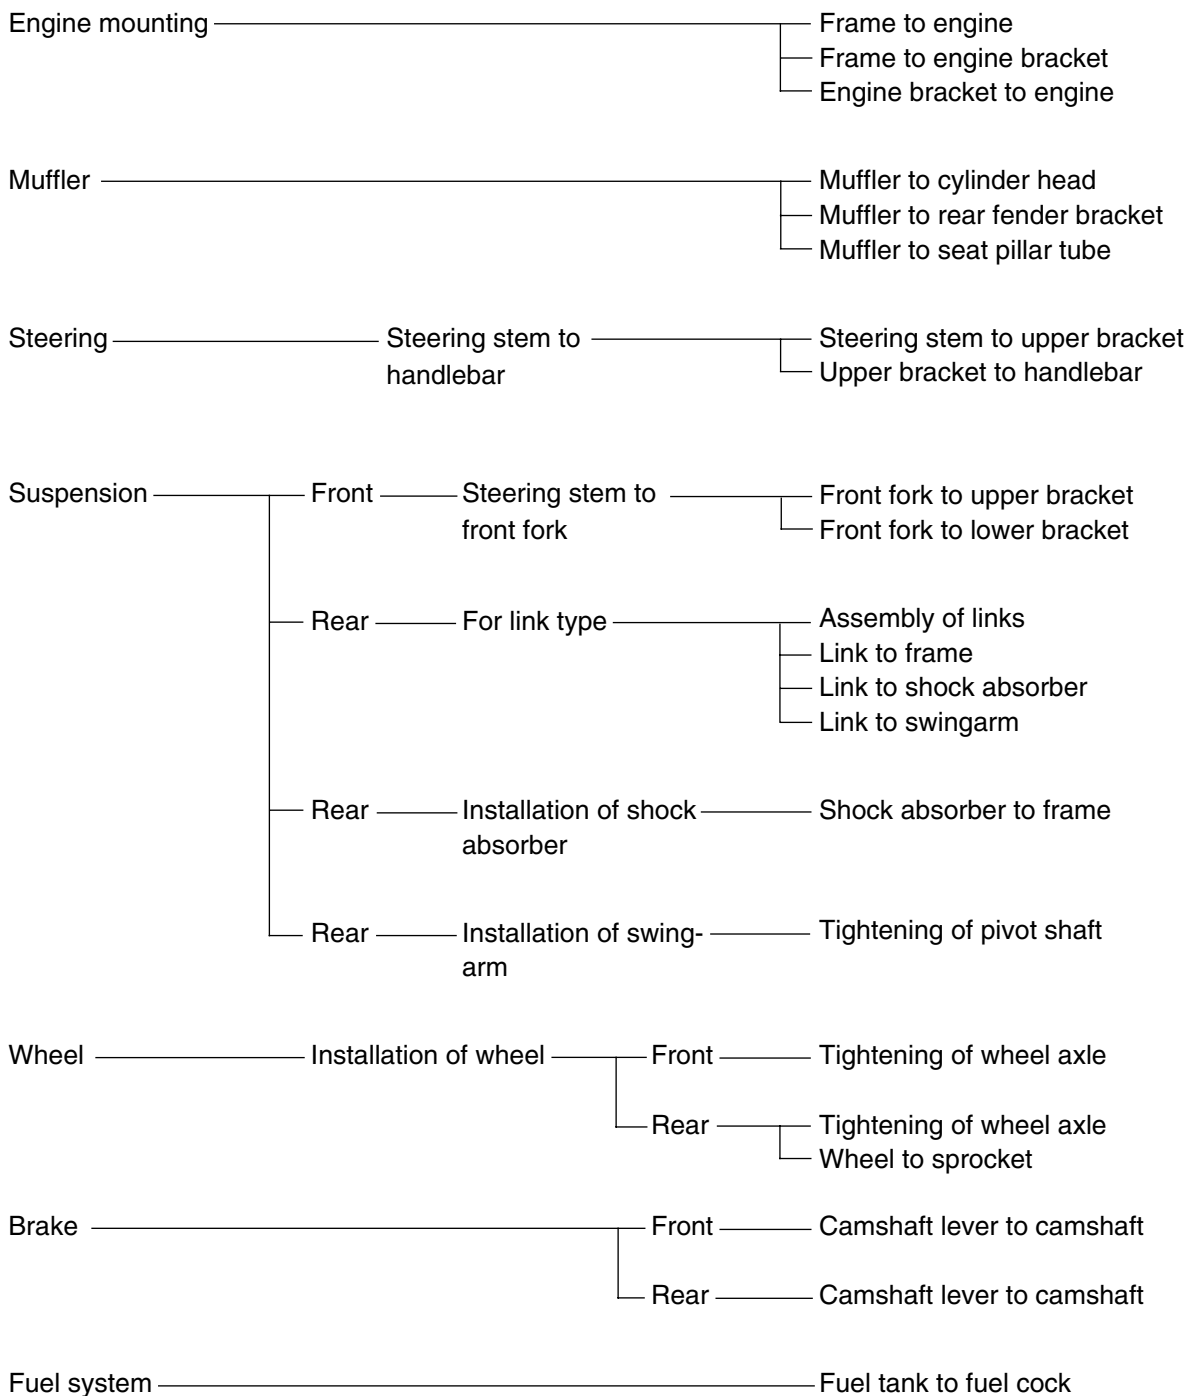 Engine mounting Frame to engine
Frame to engine bracket
Engine bracket to engine
Muffler Muffler to cylinder head
Muffler to rear fender bracket
Muffler to seat pillar tube
Steering Steering stem to Steering stem to upper bracket
handlebar Upper bracket to handlebar
Suspension Front Steering stem to Front fork to upper bracket
front fork Front fork to lower bracket
Rear For link type Assembly of links
Link to frame
Link to shock absorber
Link to swingarm
Rear Installation of shock Shock absorber to frame
absorber
Rear Installation of swing- Tightening of pivot shaft
arm
Wheel Installation of wheel Front Tightening of wheel axle
Rear Tightening of wheel axle
Wheel to sprocket
Brake Front Camshaft lever to camshaft
Rear Camshaft lever to camshaft
Fuel system Fuel tank to fuel cock